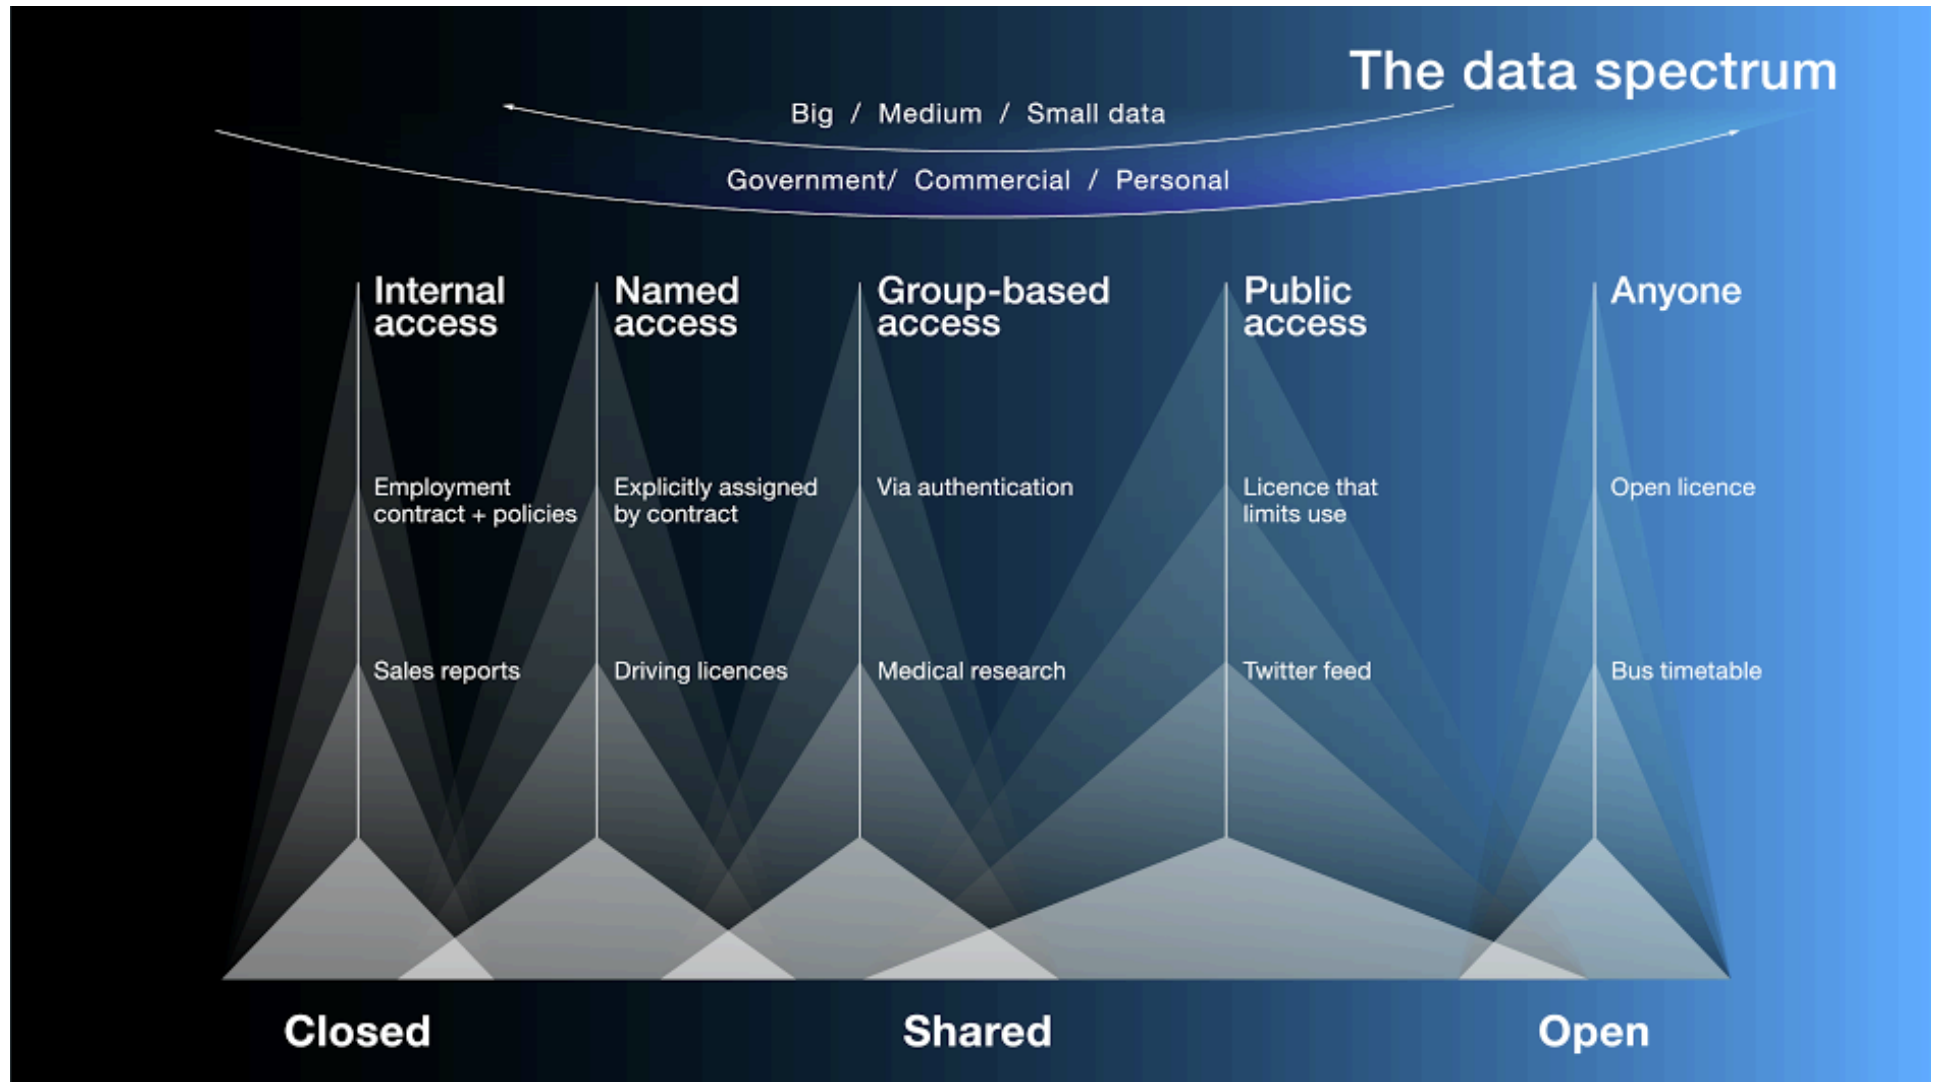 The data spectrum
Big / Medium / Small data
Government/ Commercial / Personal
Internal
access
Named
access
Group-based
access
Public
access
Anyone
Employment
contract + policies
Explicitly assigned
by contract
Via authentication
Licence that
limits use
Open licence
Sales reports
Driving licences
Medical research
Twitter feed
Bus timetable
Closed
Shared
Open